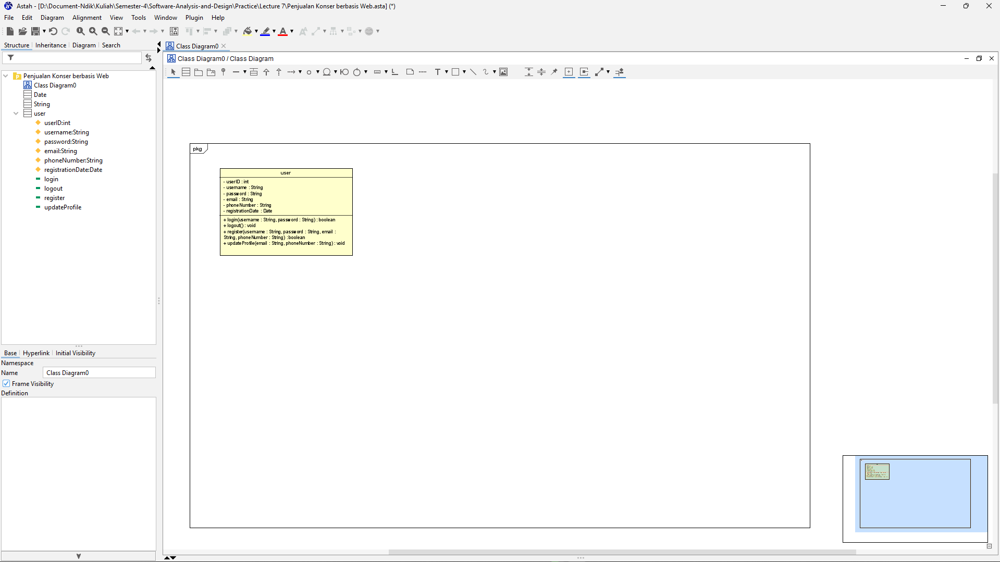 Astah - [D:\Document-Ndik\Kuliah\Semester-4\Software-Analysis-and-Design\Practice\Lecture 7\Penjualan Konser berbasis Web.asta] (*)
File Edit Diagram Alignment View Tools Window Plugin Help
Structure Inheritance Diagram Search
Class Diagram0
Class Diagram0 / Class Diagram
Penjualan Konser berbasis Web
Class Diagram0
Date
String
user
userID:int
username:String
password:String
email:String
phoneNumber:String
registrationDate:Date
login
logout
register
updateProfile
Base Hyperlink Initial Visibility
Namespace
Name Class Diagram0
Frame Visibility
Definition
pkg
user
- userID : int
- username : String
- password : String
- email : String
- phoneNumber : String
- registrationDate : Date
+ login(username : String, password : String) : boolean
+ logout() : void
+ register(username : String, password : String, email :
String, phoneNumber : String) : boolean
+ updateProfile(email : String, phoneNumber : String) : void